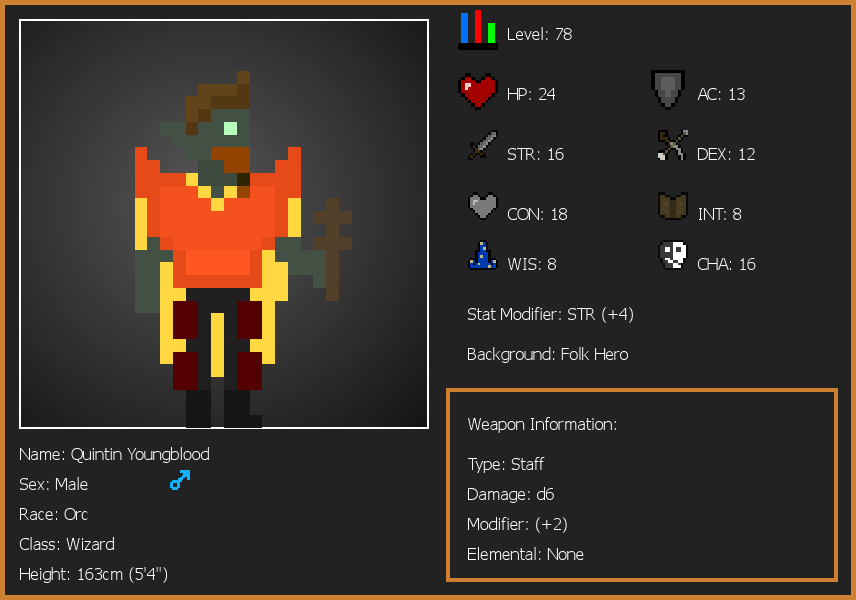 Level: 78
HP: 24
AC: 13
STR: 16
DEX: 12
CON: 18
INT: 8
WIS: 8
CHA: 16
Stat Modifier: STR (+4)
Background: Folk Hero
Weapon Information:
Type: Staff
Damage: d6
Modifier: (+2)
Elemental: None
Name: Quintin Youngblood
Sex: Male
Race: Orc
Class: Wizard
Height: 163cm (5'4")